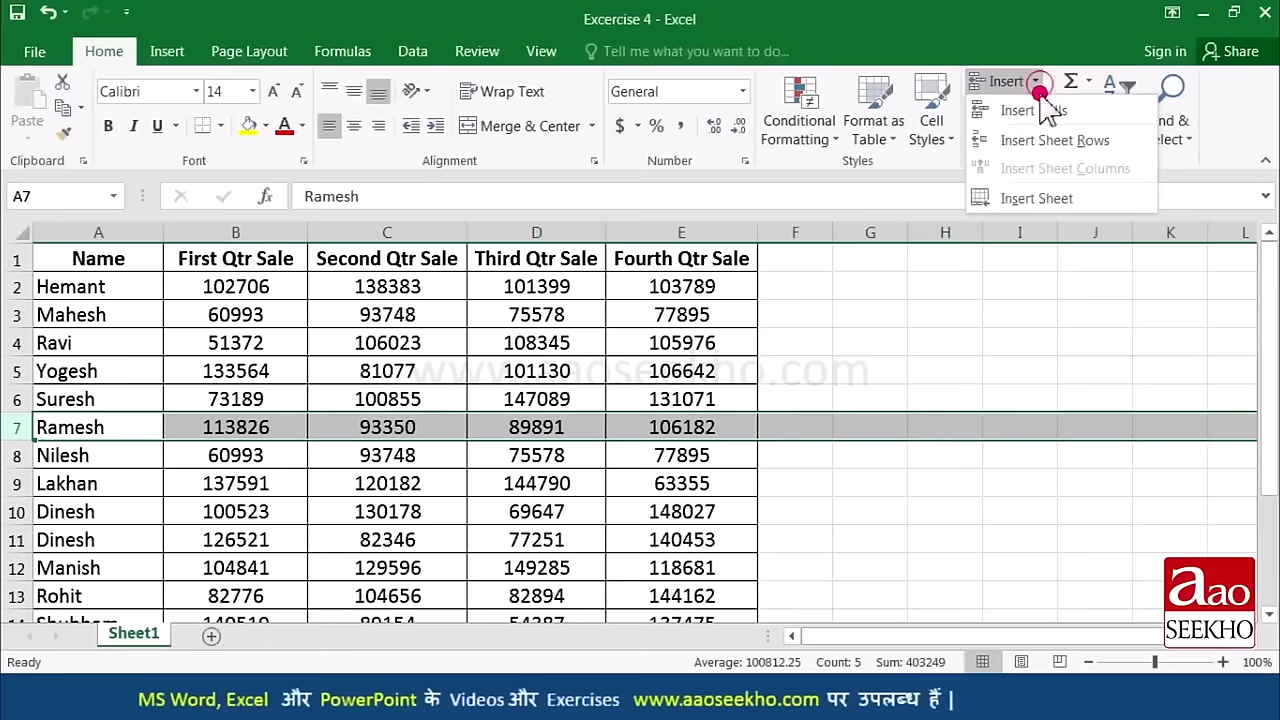 Excercise 4 - Excel
File Home Insert Page Layout Formulas Data Review View Tell me what you want to do... Sign in Share
Paste Calibri 14 A A Wrap Text General Conditional Formatting Format as Table Cell Styles Insert Σ
B I U A Merge & Center $ % , & ect
Clipboard Font Alignment Number Styles
Insert
Insert Sheet Rows
Insert Sheet Columns
Insert Sheet
A7 fx Ramesh
A B C D E F G H I J K L
1 Name First Qtr Sale Second Qtr Sale Third Qtr Sale Fourth Qtr Sale
2 Hemant 102706 138383 101399 103789
3 Mahesh 60993 93748 75578 77895
4 Ravi 51372 106023 108345 105976
5 Yogesh 133564 81077 101130 106642
www.aaoseekho.com
6 Suresh 73189 100855 147089 131071
7 Ramesh 113826 93350 89891 106182
8 Nilesh 60993 93748 75578 77895
9 Lakhan 137591 120182 144790 63355
10 Dinesh 100523 130178 69647 148027
11 Dinesh 126521 82346 77251 140453
12 Manish 104841 129596 149285 118681
13 Rohit 82776 104656 82894 144162
aao
SEEKHO
Sheet1
Ready Average: 100812.25 Count: 5 Sum: 403249 100%
MS Word, Excel और PowerPoint के Videos और Exercises www.aaoseekho.com पर उपलब्ध हैं |